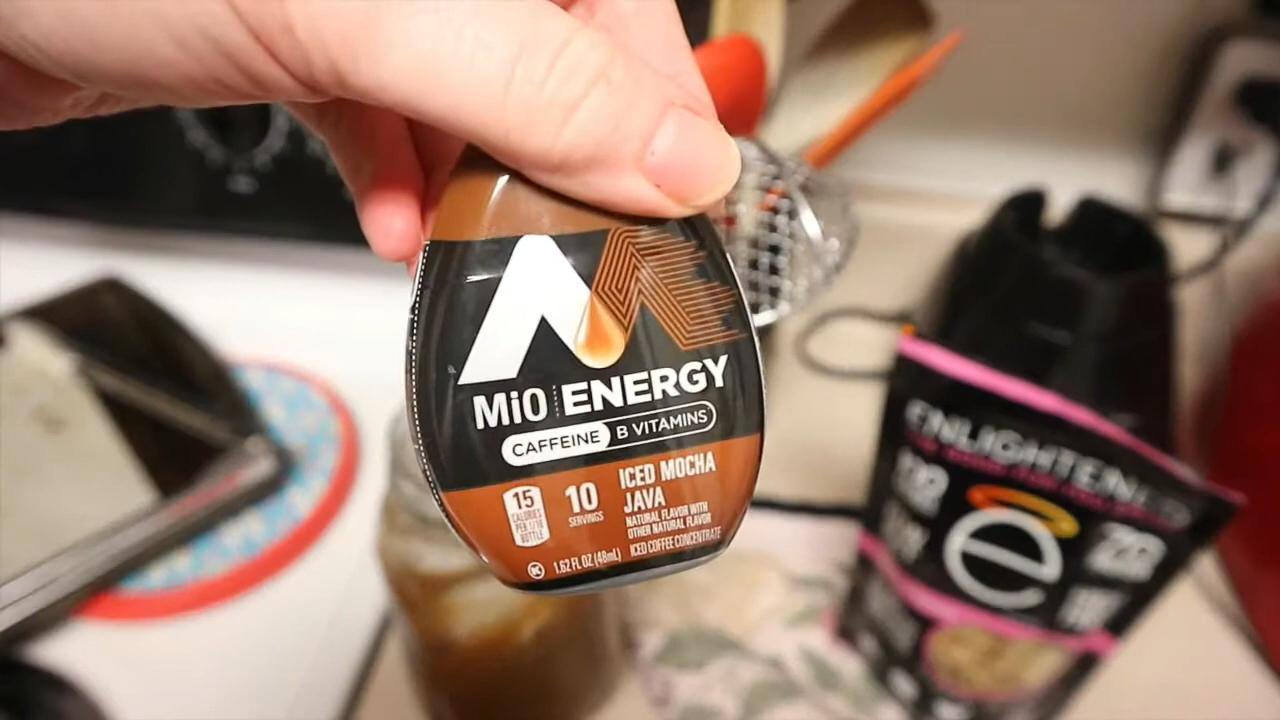 MiO ENERGY
CAFFEINE B VITAMINS
15
CALORIES
PER 1/10
BOTTLE
10
SERVINGS
ICED MOCHA
JAVA
NATURAL FLAVOR WITH
OTHER NATURAL FLAVOR
ICED COFFEE CONCENTRATE
K 1.62 FL OZ (48mL)
ENLIGHTENED
e